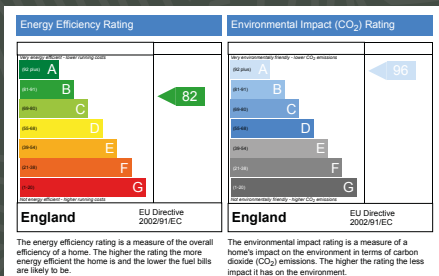 Energy Efficiency Rating
Very energy efficient - lower running costs
(92 plus) A
(81-91) B
(69-80) C
(55-68) D
(39-54) E
(21-38) F
(1-20) G
82
Not energy efficient - higher running costs
England
EU Directive
2002/91/EC
The energy efficiency rating is a measure of the overall
efficiency of a home. The higher the rating the more
energy efficient the home is and the lower the fuel bills
are likely to be.
Environmental Impact (CO2) Rating
Very environmentally friendly - lower CO2 emissions
(92 plus) A
(81-91) B
(69-80) C
(55-68) D
(39-54) E
(21-38) F
(1-20) G
96
Not environmentally friendly - higher CO2 emissions
England
EU Directive
2002/91/EC
The environmental impact rating is a measure of a
home's impact on the environment in terms of carbon
dioxide (CO2) emissions. The higher the rating the less
impact it has on the environment.